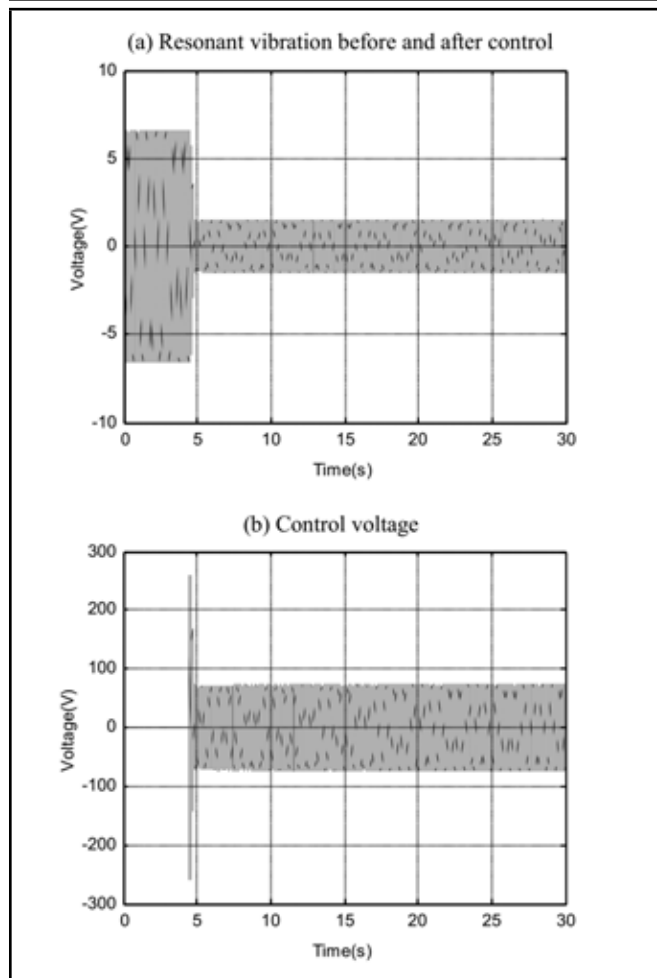 (a) Resonant vibration before and after control
10
5
0
-5
-10
Voltage(V)
0 5 10 15 20 25 30
Time(s)
(b) Control voltage
300
200
100
0
-100
-200
-300
Voltage(V)
0 5 10 15 20 25 30
Time(s)